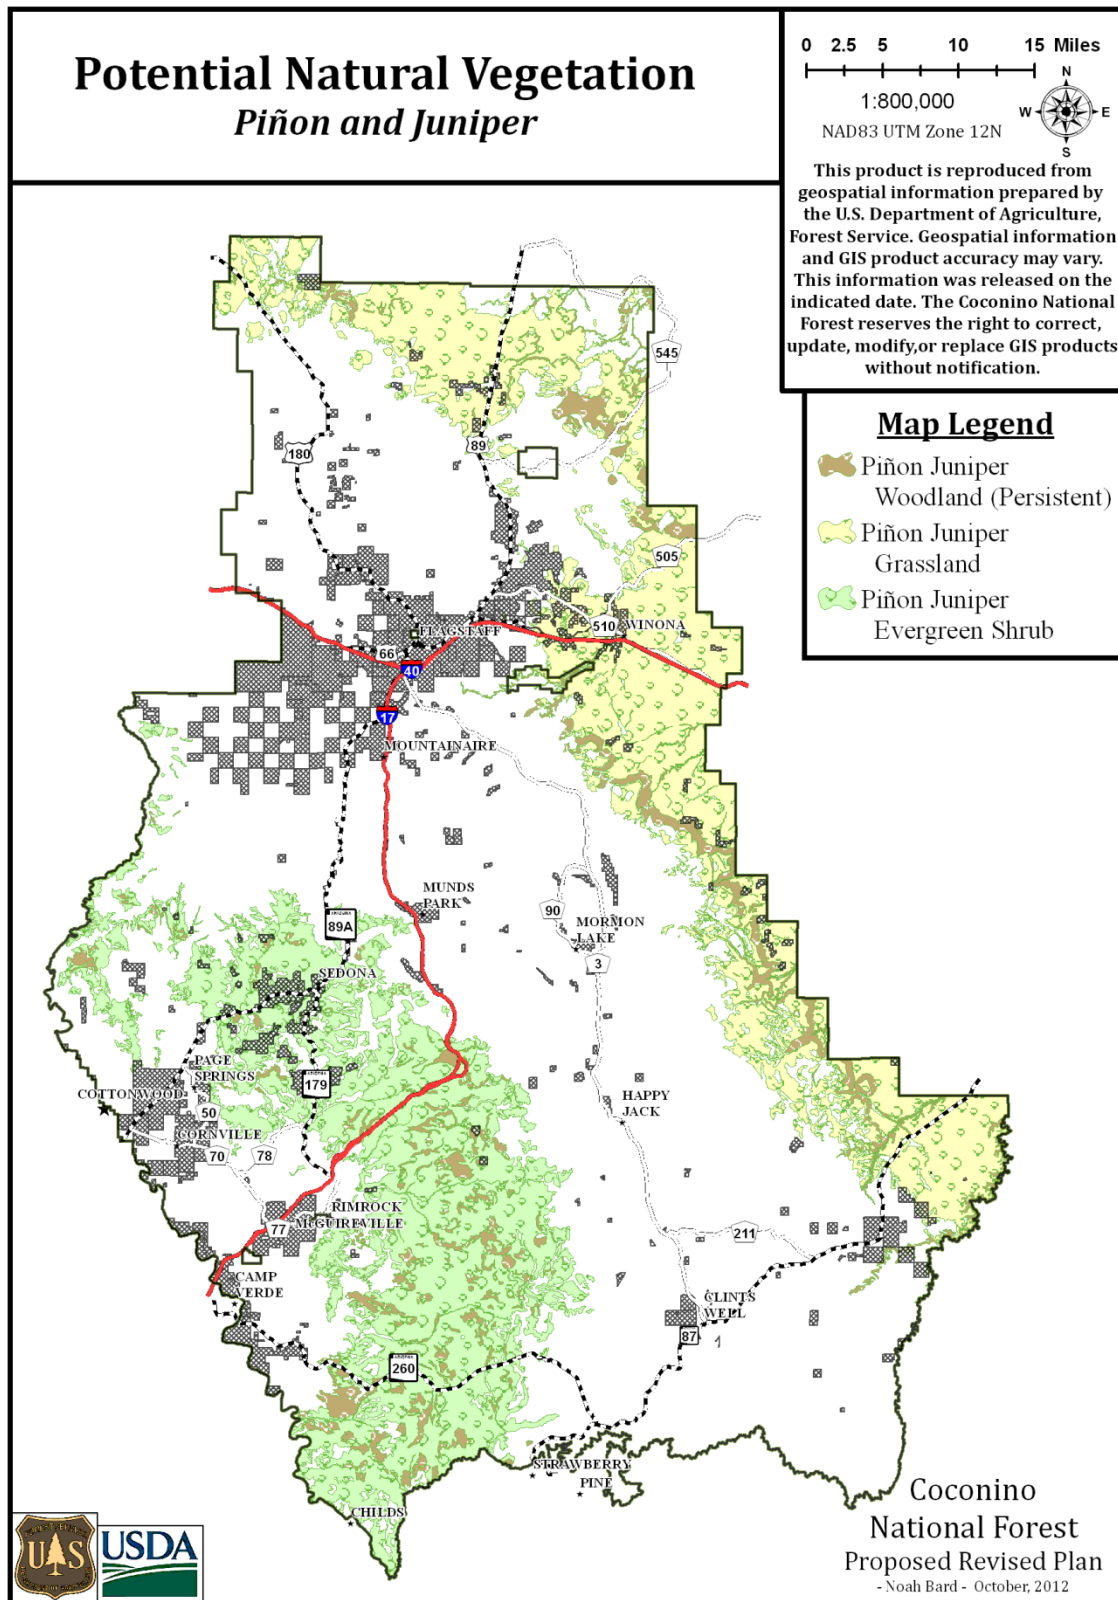 Potential Natural Vegetation
Piñon and Juniper
0 2.5 5 10 15 Miles
1:800,000
NAD83 UTM Zone 12N
N
W E
S
This product is reproduced from
geospatial information prepared by
the U.S. Department of Agriculture,
Forest Service. Geospatial information
and GIS product accuracy may vary.
This information was released on the
indicated date. The Coconino National
Forest reserves the right to correct,
update, modify,or replace GIS products
without notification.
Map Legend
Piñon Juniper
Woodland (Persistent)
Piñon Juniper
Grassland
Piñon Juniper
Evergreen Shrub
545
180
89
505
510
WINONA
FLAGSTAFF
66
40
17
MOUNTAINAIRE
MUNDS
PARK
90
MORMON
LAKE
ARIZONA
89A
3
SEDONA
PAGE
SPRINGS
179
COTTONWOOD
50
HAPPY
JACK
CORNVILLE
70
78
RIMROCK
MCGUIREVILLE
77
211
CAMP
VERDE
CLINTS
WELL
87
260
STRAWBERRY
PINE
CHILDS
US
USDA
Coconino
National Forest
Proposed Revised Plan
- Noah Bard - October, 2012